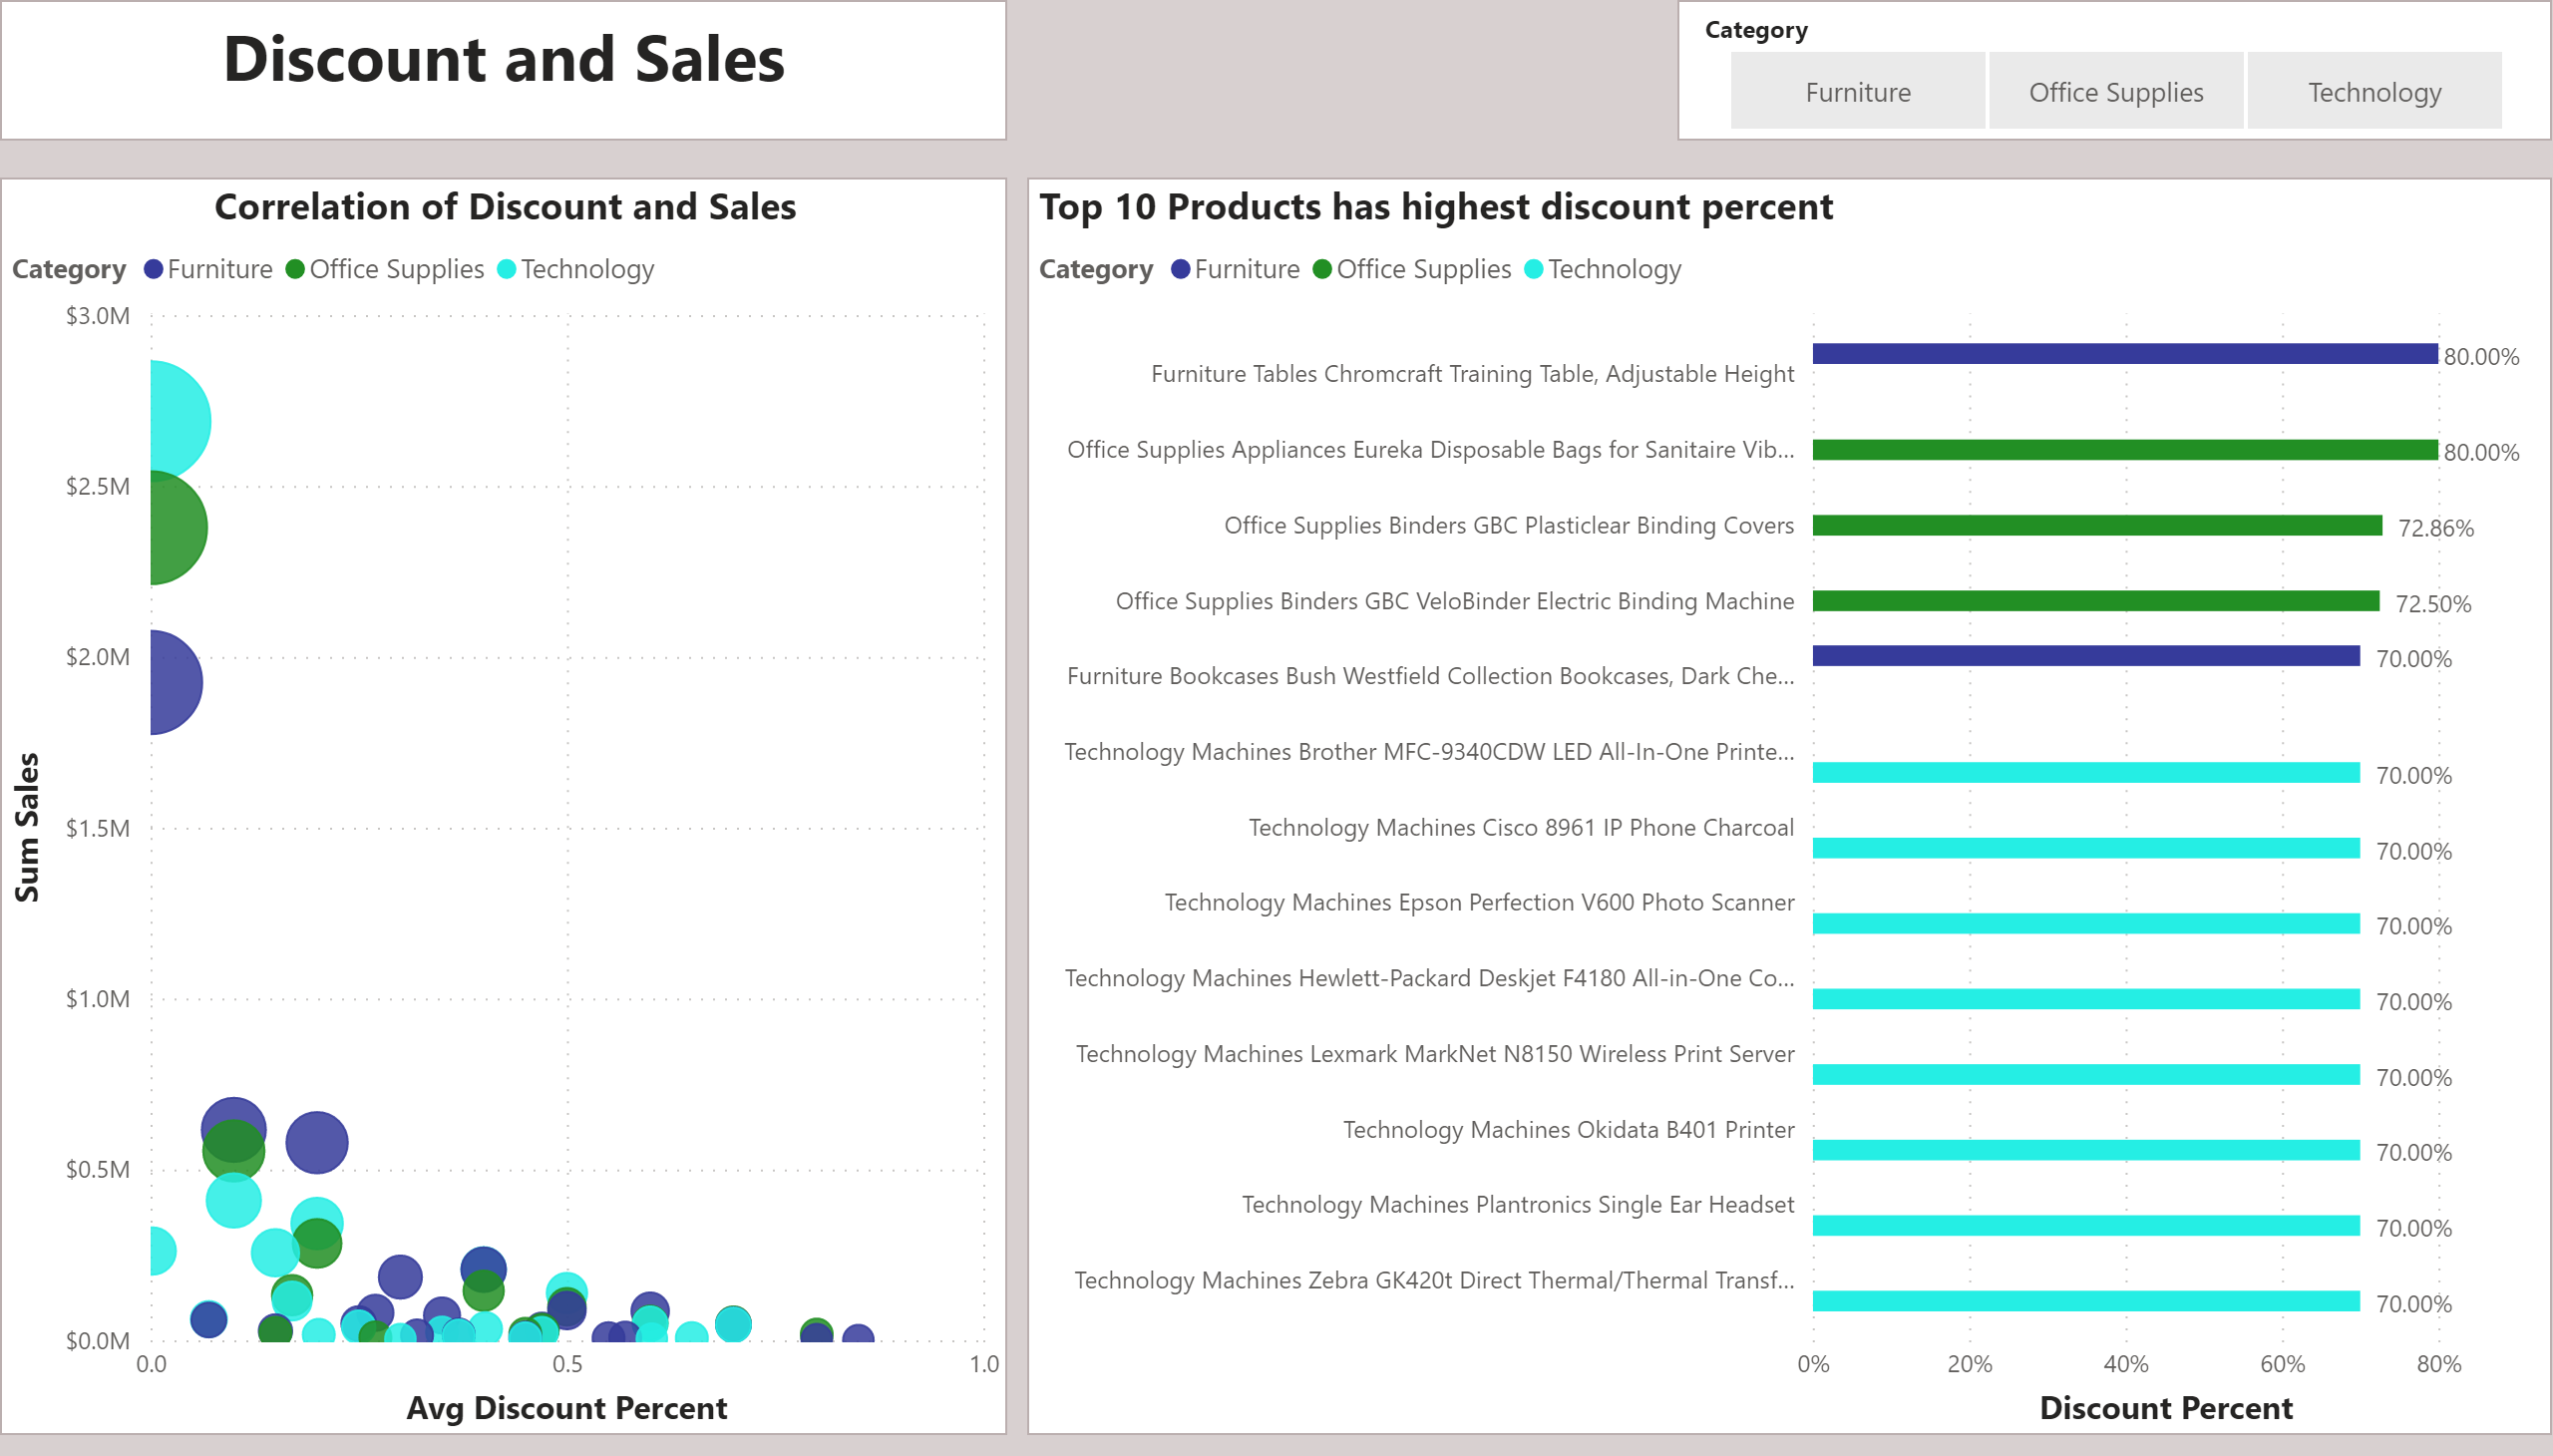 Discount and Sales
Category
Furniture
Office Supplies
Technology
Correlation of Discount and Sales
Category Furniture Office Supplies Technology
$3.0M
$2.5M
$2.0M
$1.5M
$1.0M
$0.5M
$0.0M
Sum Sales
0.0 0.5 1.0
Avg Discount Percent
Top 10 Products has highest discount percent
Category Furniture Office Supplies Technology
Furniture Tables Chromcraft Training Table, Adjustable Height 80.00%
Office Supplies Appliances Eureka Disposable Bags for Sanitaire Vib... 80.00%
Office Supplies Binders GBC Plasticlear Binding Covers 72.86%
Office Supplies Binders GBC VeloBinder Electric Binding Machine 72.50%
Furniture Bookcases Bush Westfield Collection Bookcases, Dark Che... 70.00%
Technology Machines Brother MFC-9340CDW LED All-In-One Printe... 70.00%
Technology Machines Cisco 8961 IP Phone Charcoal 70.00%
Technology Machines Epson Perfection V600 Photo Scanner 70.00%
Technology Machines Hewlett-Packard Deskjet F4180 All-in-One Co... 70.00%
Technology Machines Lexmark MarkNet N8150 Wireless Print Server 70.00%
Technology Machines Okidata B401 Printer 70.00%
Technology Machines Plantronics Single Ear Headset 70.00%
Technology Machines Zebra GK420t Direct Thermal/Thermal Transf... 70.00%
0% 20% 40% 60% 80%
Discount Percent